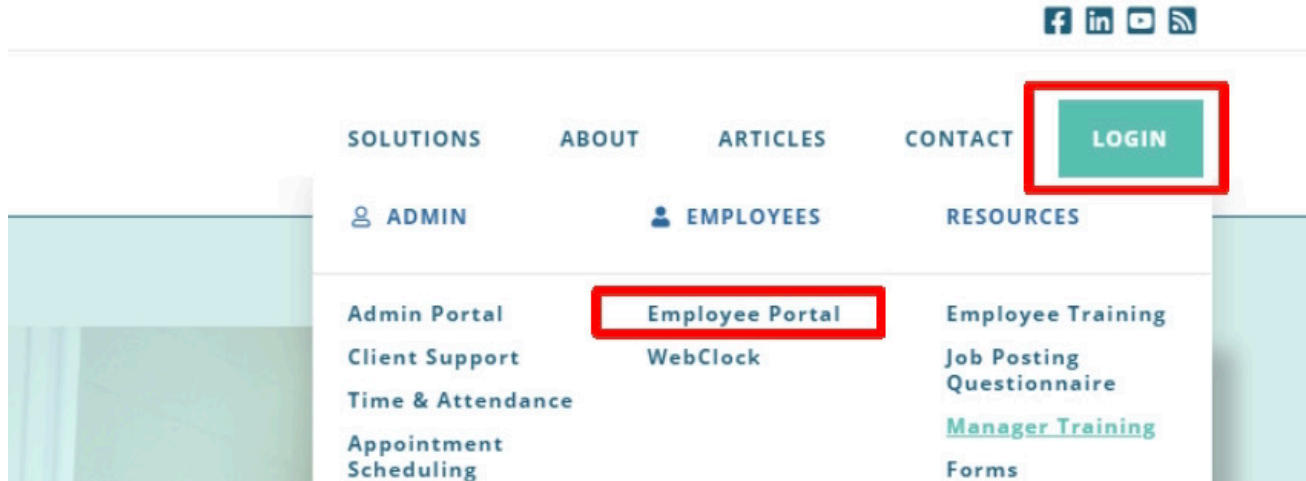 SOLUTIONS ABOUT ARTICLES CONTACT LOGIN
ADMIN EMPLOYEES RESOURCES
Admin Portal
Client Support
Time & Attendance
Appointment
Scheduling
Employee Portal
WebClock
Employee Training
Job Posting
Questionnaire
Manager Training
Forms